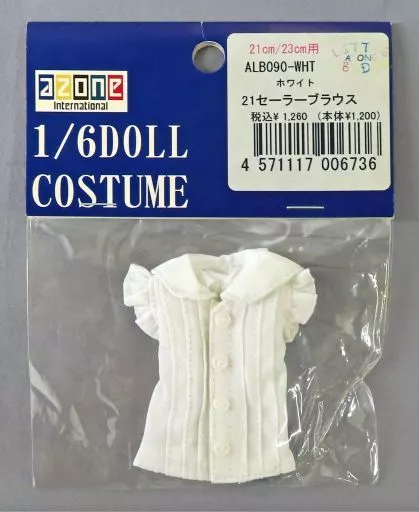 azone
International
1/6DOLL
COSTUME
21cm/23cm用
ALB090-WHT
ホワイト
21セーラーブラウス
税込¥ 1,260 (本体¥1,200)
4 571117 006736